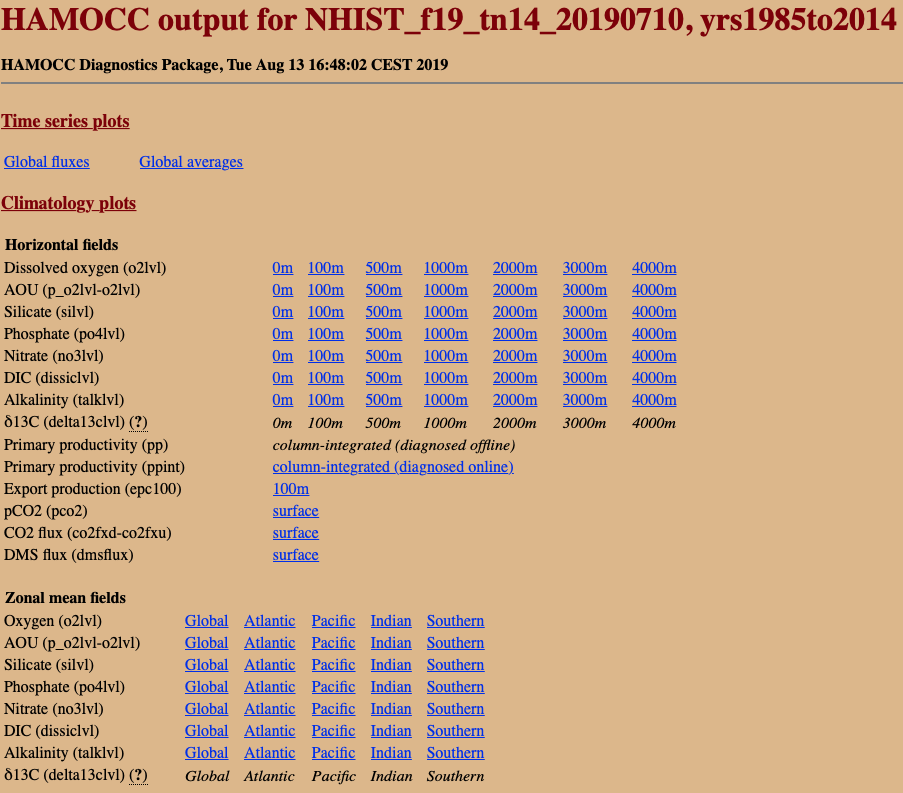 HAMOCC output for NHIST_f19_tn14_20190710, yrs1985to2014
HAMOCC Diagnostics Package, Tue Aug 13 16:48:02 CEST 2019
Time series plots
Global fluxes Global averages
Climatology plots
Horizontal fields
Dissolved oxygen (o2lvl) 0m 100m 500m 1000m 2000m 3000m 4000m
AOU (p_o2lvl-o2lvl) 0m 100m 500m 1000m 2000m 3000m 4000m
Silicate (silvl) 0m 100m 500m 1000m 2000m 3000m 4000m
Phosphate (po4lvl) 0m 100m 500m 1000m 2000m 3000m 4000m
Nitrate (no3lvl) 0m 100m 500m 1000m 2000m 3000m 4000m
DIC (dissiclvl) 0m 100m 500m 1000m 2000m 3000m 4000m
Alkalinity (talklvl) 0m 100m 500m 1000m 2000m 3000m 4000m
δ13C (delta13clvl) (?) 0m 100m 500m 1000m 2000m 3000m 4000m
Primary productivity (pp) column-integrated (diagnosed offline)
Primary productivity (ppint) column-integrated (diagnosed online)
Export production (epc100) 100m
pCO2 (pco2) surface
CO2 flux (co2fxd-co2fxu) surface
DMS flux (dmsflux) surface
Zonal mean fields
Oxygen (o2lvl) Global Atlantic Pacific Indian Southern
AOU (p_o2lvl-o2lvl) Global Atlantic Pacific Indian Southern
Silicate (silvl) Global Atlantic Pacific Indian Southern
Phosphate (po4lvl) Global Atlantic Pacific Indian Southern
Nitrate (no3lvl) Global Atlantic Pacific Indian Southern
DIC (dissiclvl) Global Atlantic Pacific Indian Southern
Alkalinity (talklvl) Global Atlantic Pacific Indian Southern
δ13C (delta13clvl) (?) Global Atlantic Pacific Indian Southern